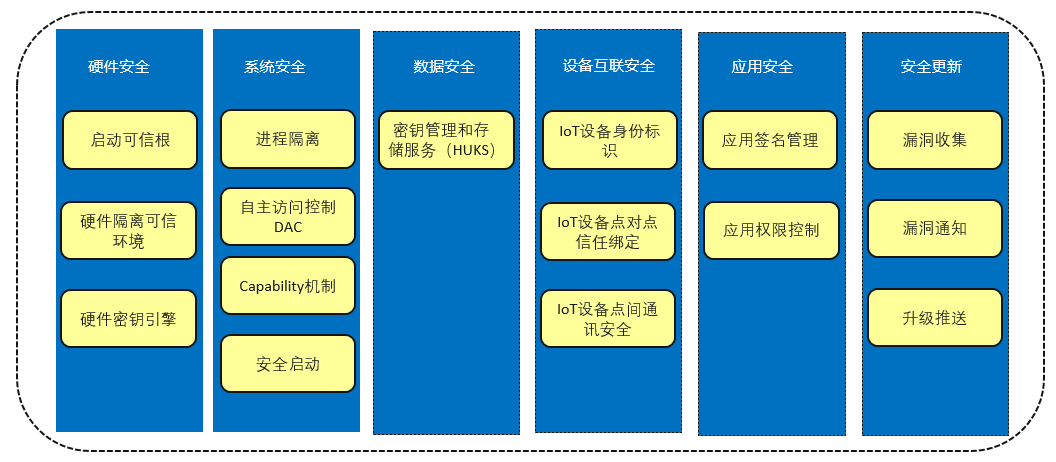 硬件安全
启动可信根
硬件隔离可信
环境
硬件密钥引擎
系统安全
进程隔离
自主访问控制
DAC
Capability机制
安全启动
数据安全
密钥管理和存
储服务（HUKS）
设备互联安全
IoT设备身份标
识
IoT设备点对点
信任绑定
IoT设备点间通
讯安全
应用安全
应用签名管理
应用权限控制
安全更新
漏洞收集
漏洞通知
升级推送